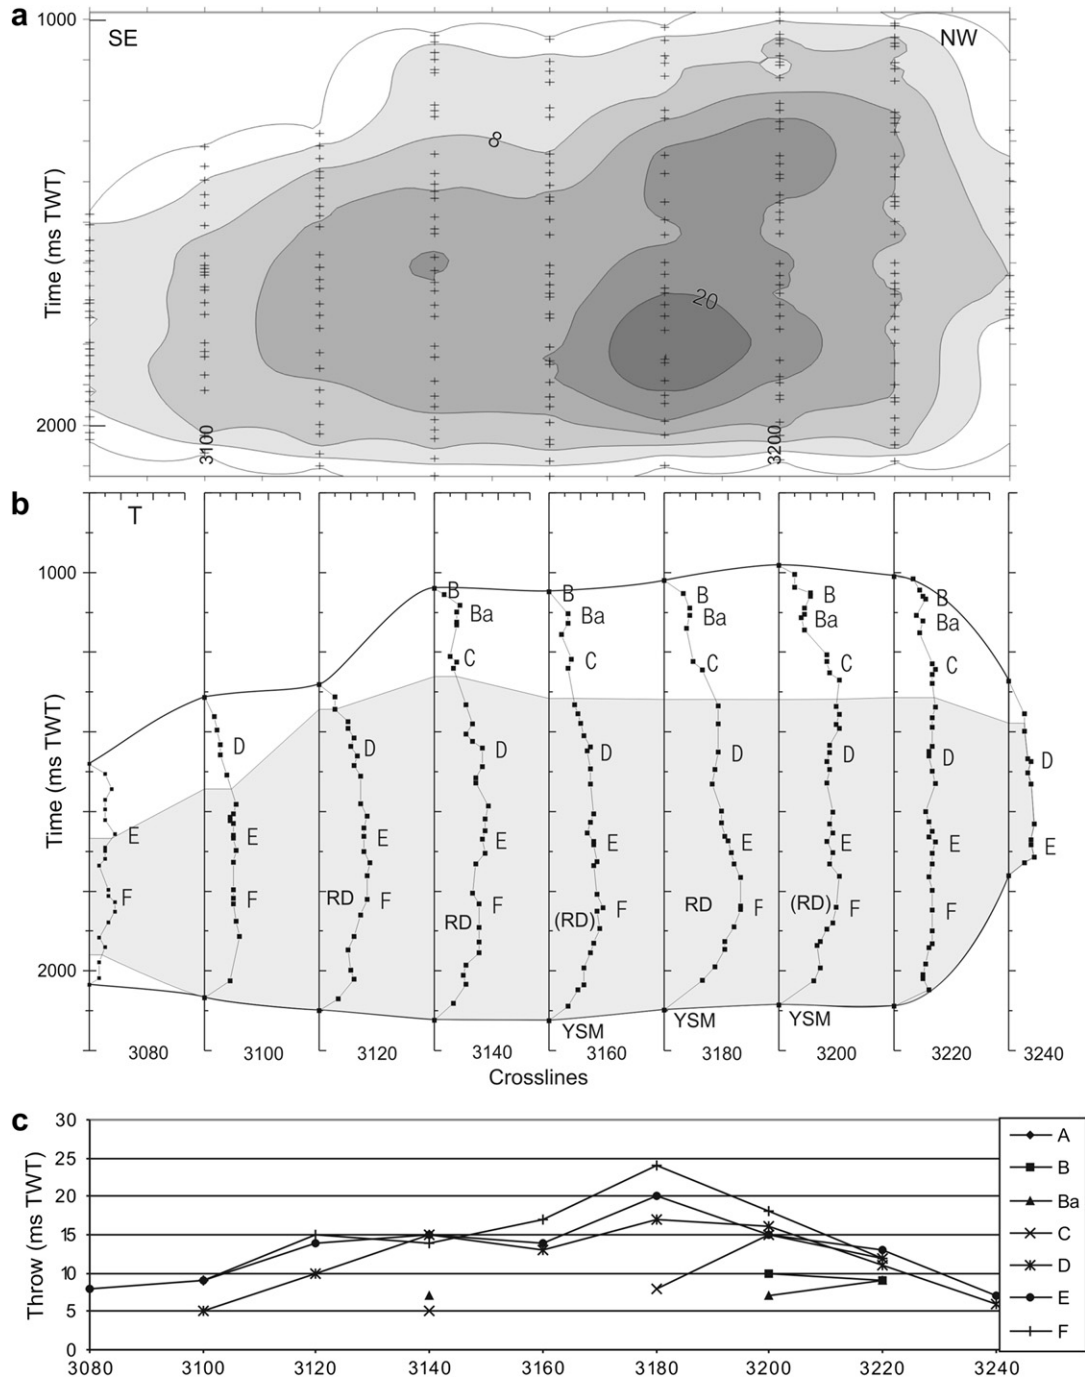 a
1000
SE
NW
8
Time (ms TWT)
20
2000
3100
3200
b
T
1000
B
B
B
B
Ba
Ba
Ba
Ba
Ba
C
C
C
C
C
D
D
D
D
D
D
D
D
Time (ms TWT)
E
E
E
E
E
E
E
E
E
F
F
F
F
F
F
F
F
RD
RD
(RD)
RD
(RD)
2000
YSM
YSM
YSM
3080
3100
3120
3140
3160
3180
3200
3220
3240
Crosslines
c
Throw (ms TWT)
30
25
20
15
10
5
0
3080
3100
3120
3140
3160
3180
3200
3220
3240
A
B
Ba
C
D
E
F